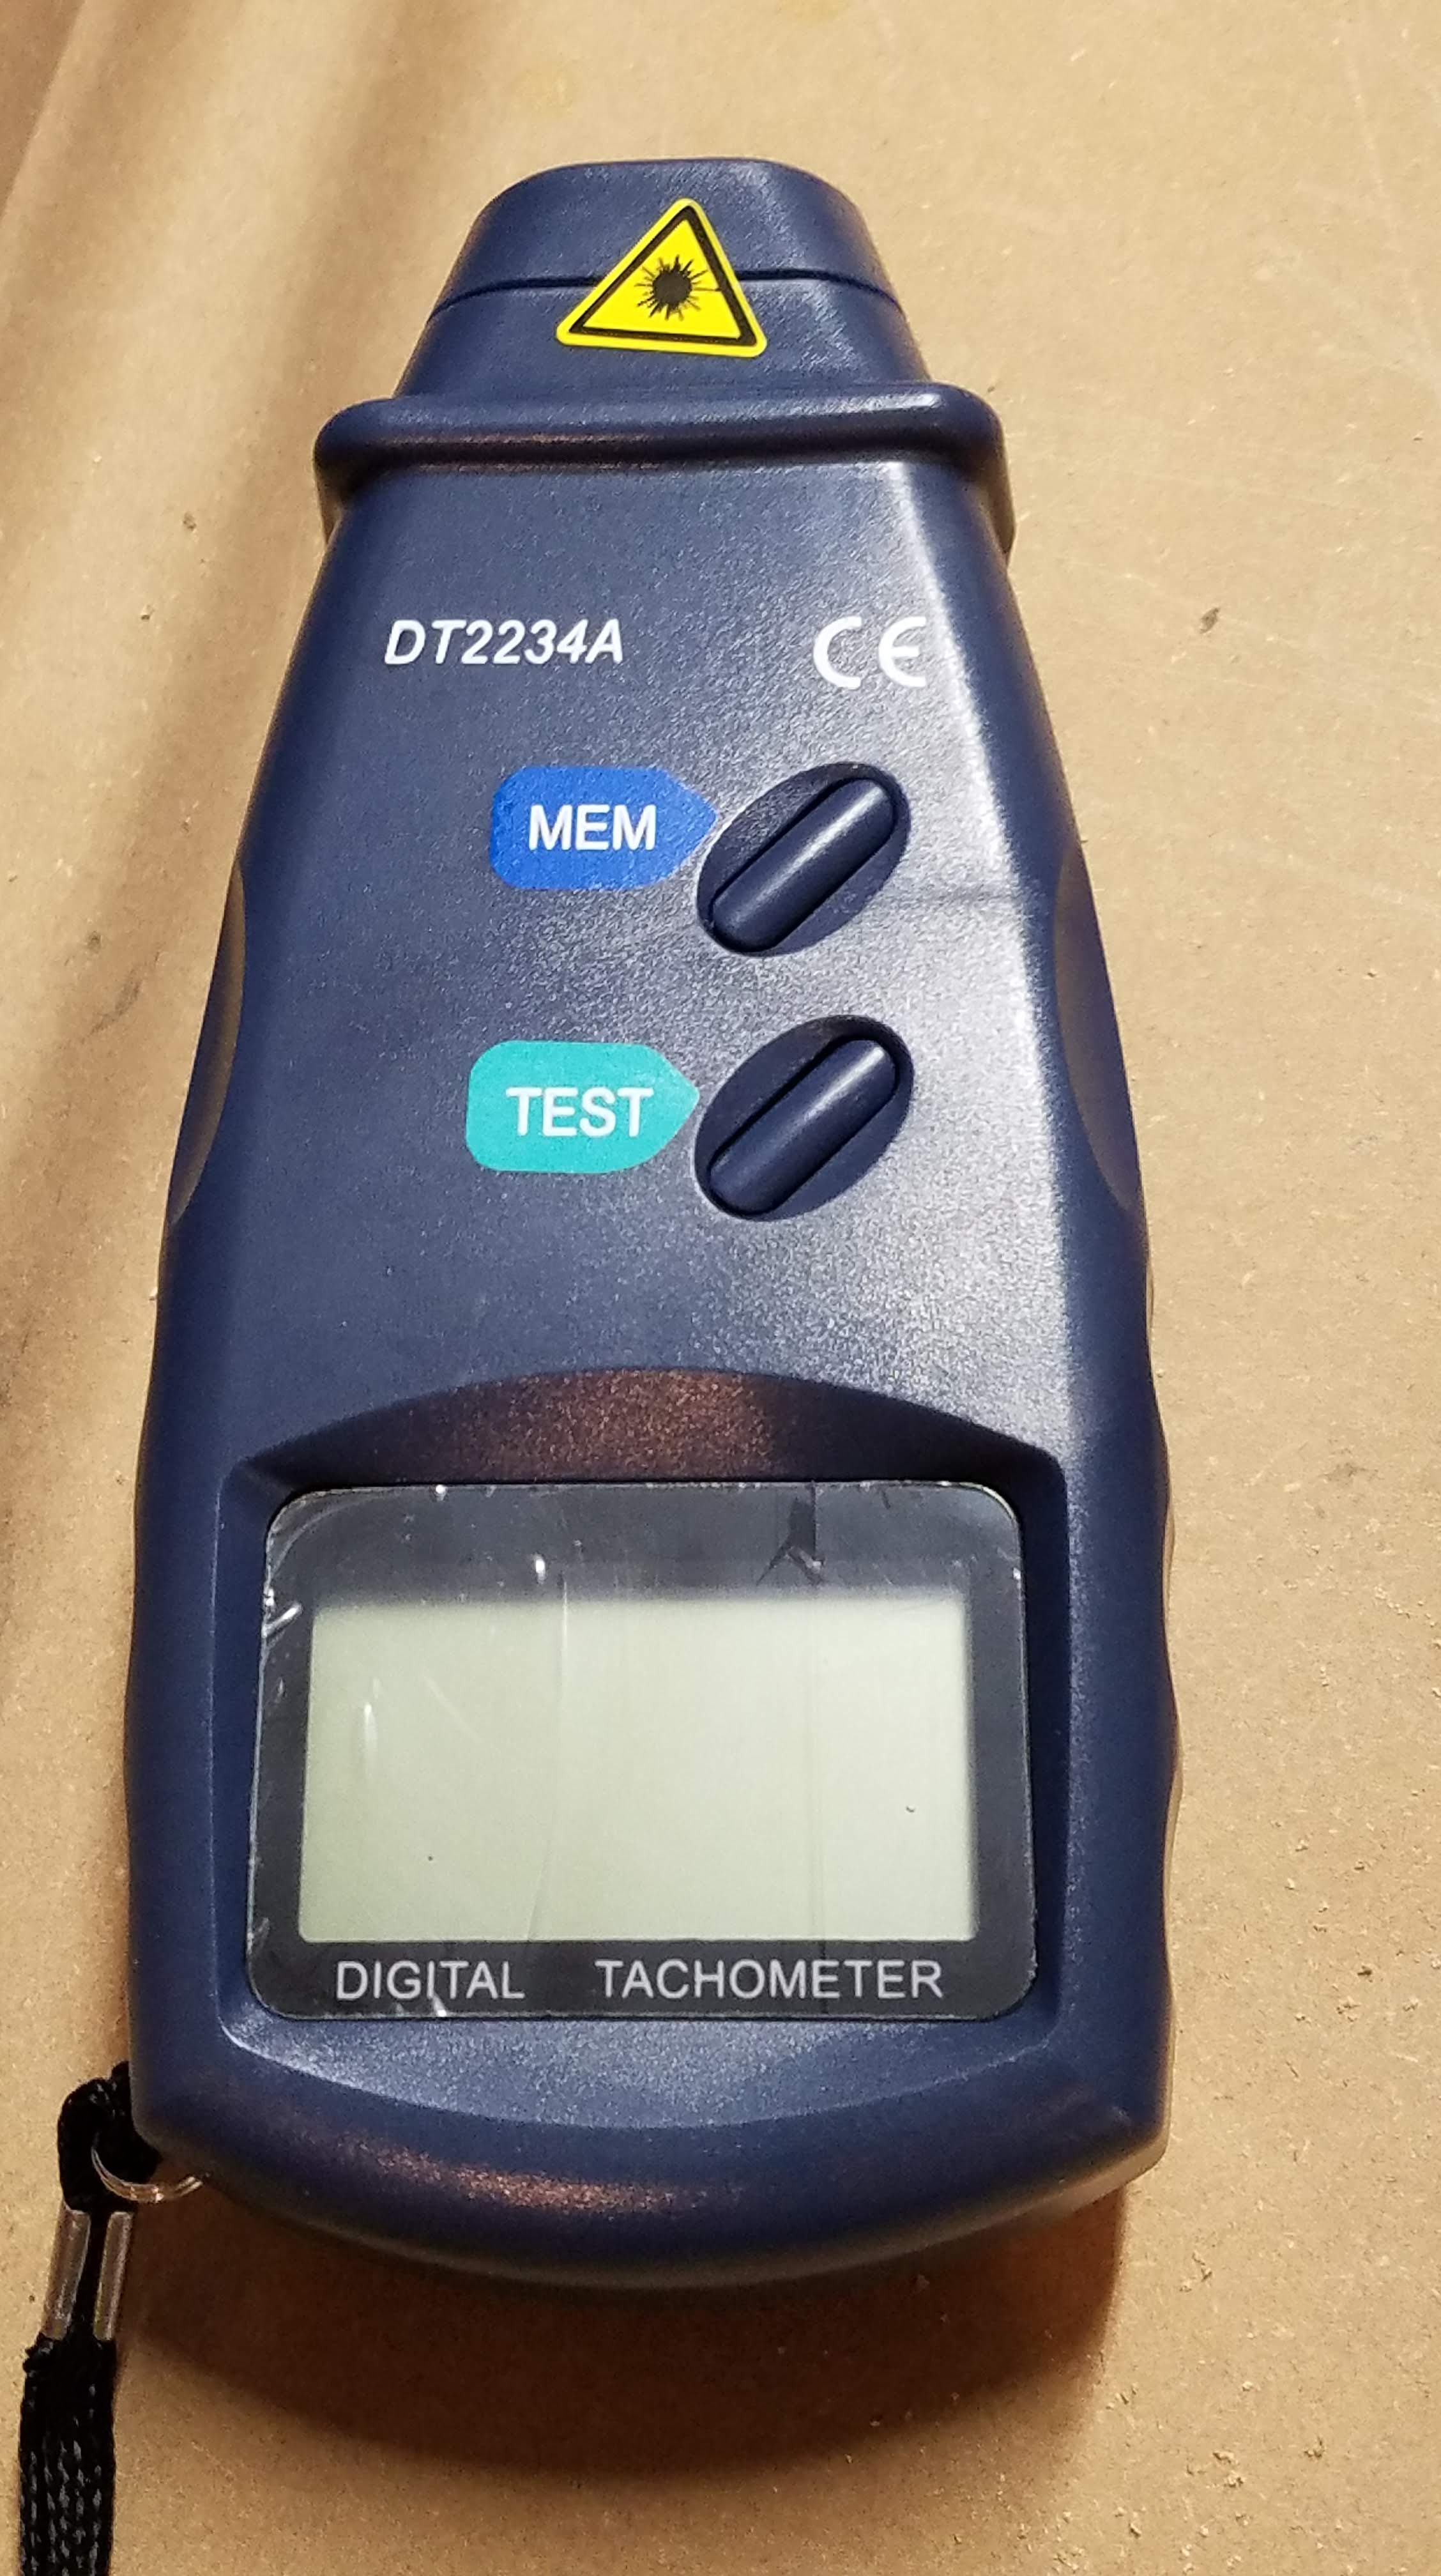 DT2234A CE
MEM
TEST
DIGITAL TACHOMETER